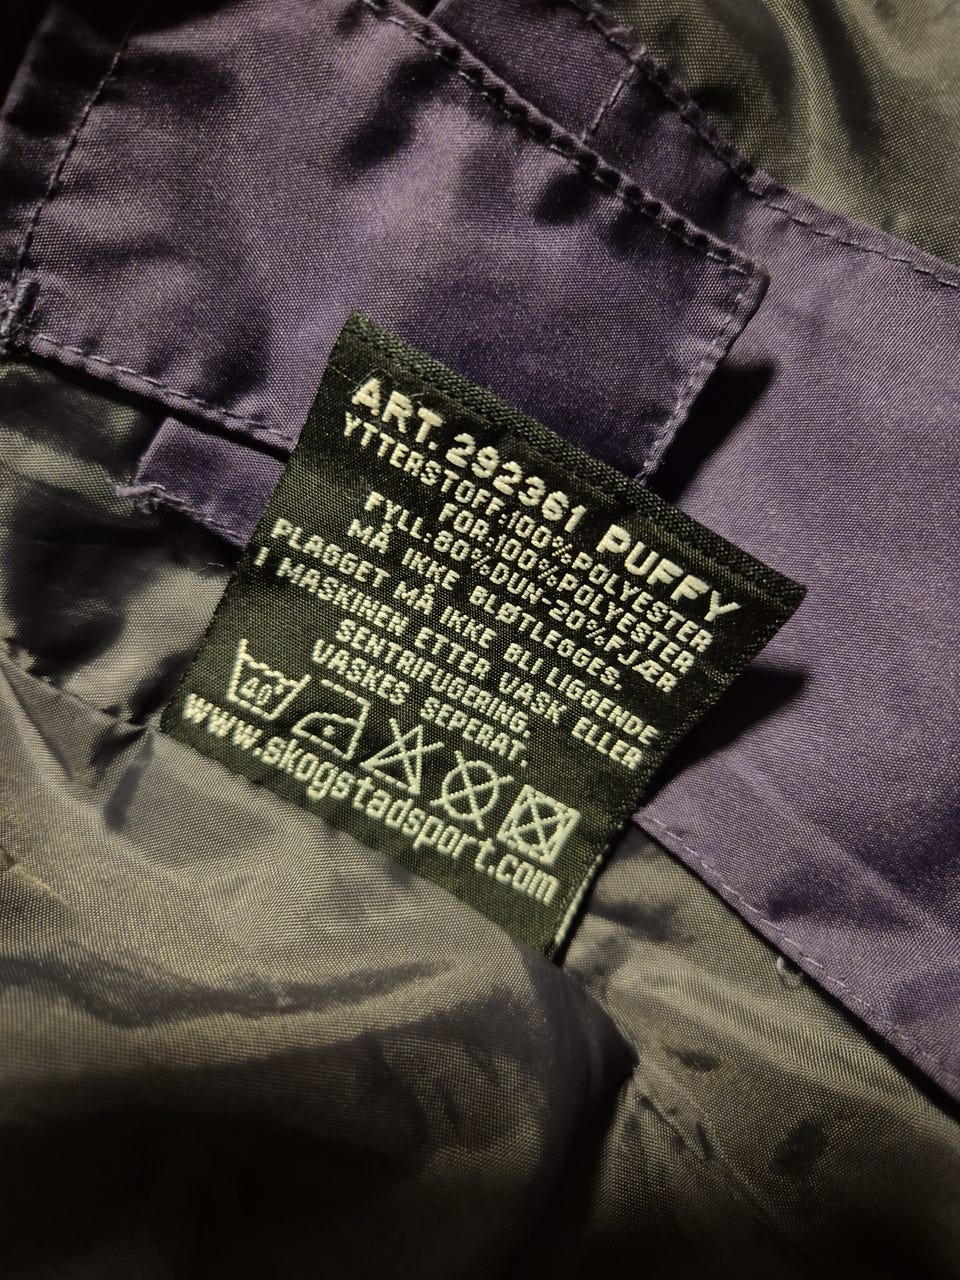 ART. 292361 PUFFY
YTTERSTOFF:100%POLYESTER
FOR:100%POLYESTER
FYLL:80%DUN-20%FJÆR
MÅ IKKE BLØTLEGGES.
PLAGGET MÅ IKKE BLI LIGGENDE
I MASKINEN ETTER VASK ELLER
SENTRIFUGERING.
VASKES SEPERAT.
40°
www.skogstadsport.com